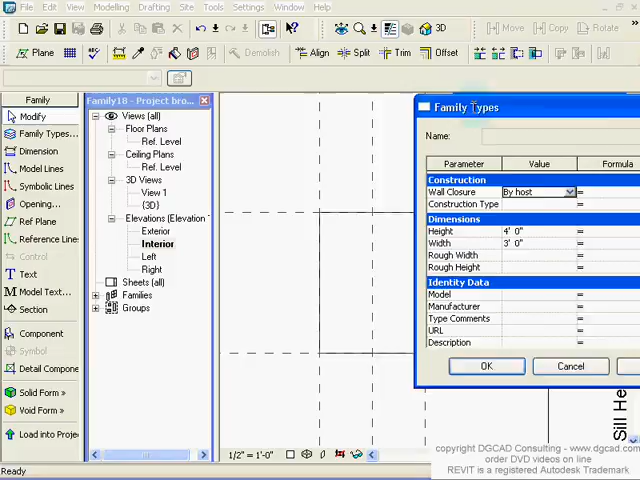 File Edit View Modelling Drafting Site Tools Settings Window Help
Plane
Demolish
Align
Split
Trim
Offset
3D
Move
Copy
Rotate
Family
Modify
Family Types...
Dimension
Model Lines
Symbolic Lines
Opening...
Ref Plane
Reference Lines
Control
Text
Model Text...
Section
Component
Symbol
Detail Compone
Solid Form
Void Form
Load into Projec
Family18 - Project bro...
Views (all)
Floor Plans
Ref. Level
Ceiling Plans
Ref. Level
3D Views
View 1
{3D}
Elevations (Elevation
Exterior
Interior
Left
Right
Sheets (all)
Families
Groups
Family Types
Name:
Parameter Value Formula
Construction
Wall Closure By host =
Construction Type =
Dimensions
Height 4' 0" =
Width 3' 0" =
Rough Width =
Rough Height =
Identity Data
Model =
Manufacturer =
Type Comments =
URL =
Description =
OK Cancel
Sill He
1/2" = 1'-0"
Ready
copyright DGCAD Consulting - www.dgcad.com
order DVD videos on line
REVIT is a registered Autodesk Trademark